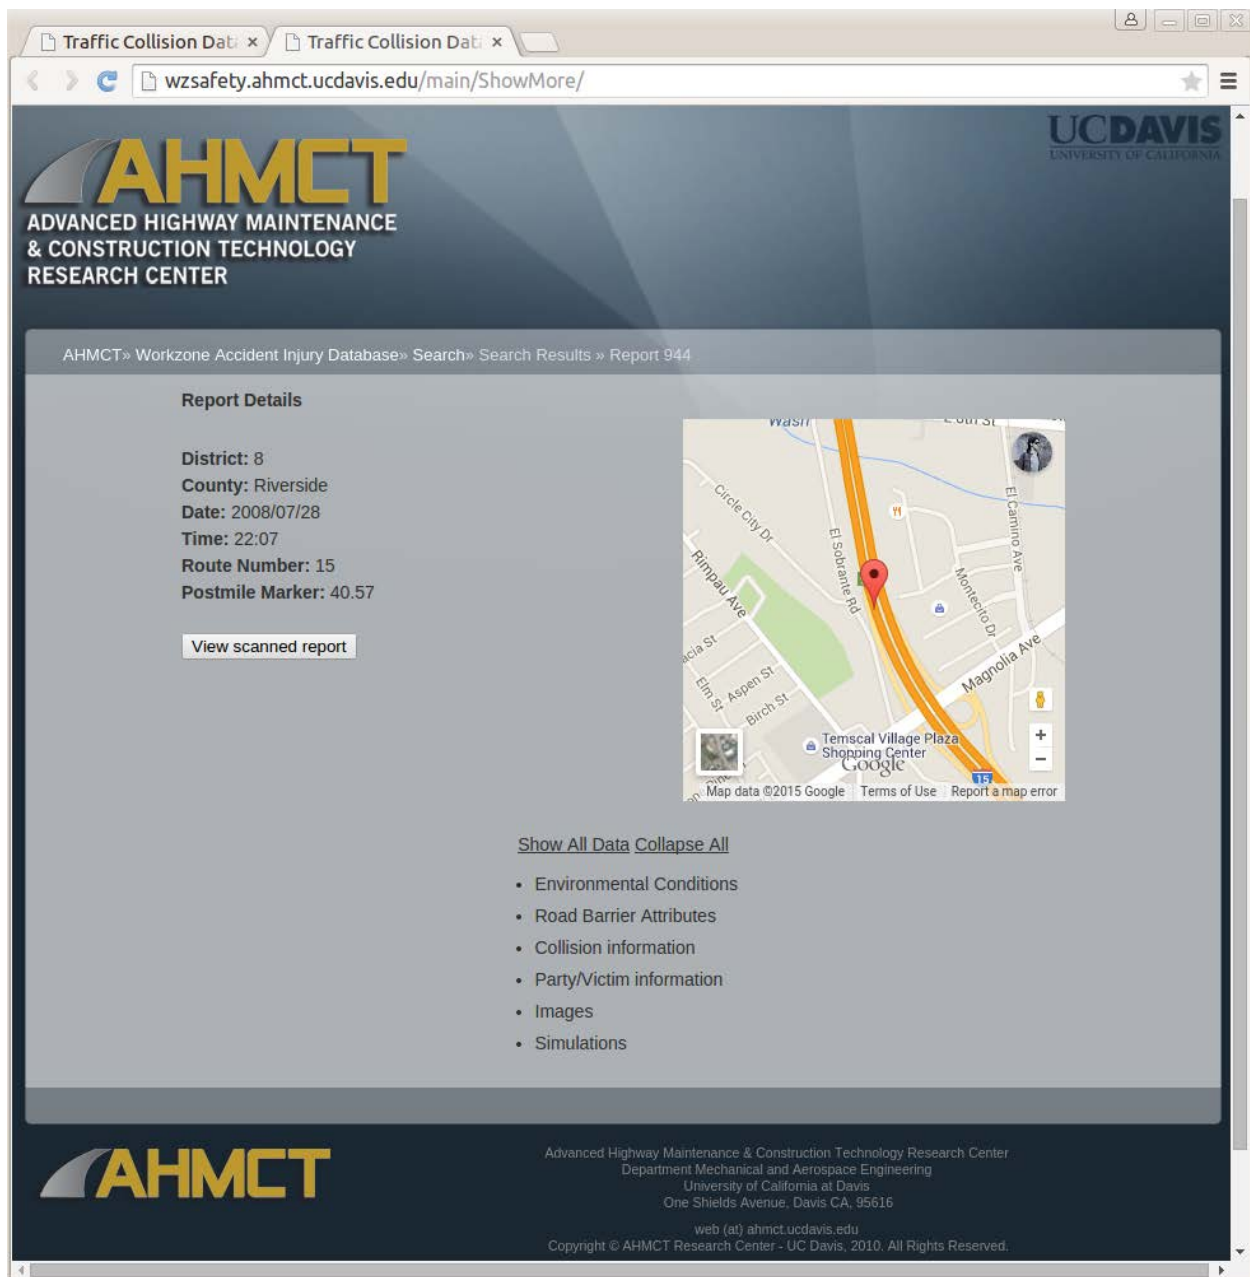 Traffic Collision Dat
Traffic Collision Dat
wzsafety.ahmct.ucdavis.edu/main/ShowMore/
UCDAVIS
UNIVERSITY OF CALIFORNIA
AHMCT
ADVANCED HIGHWAY MAINTENANCE
& CONSTRUCTION TECHNOLOGY
RESEARCH CENTER
AHMCT» Workzone Accident Injury Database» Search» Search Results » Report 944
Report Details
District: 8
County: Riverside
Date: 2008/07/28
Time: 22:07
Route Number: 15
Postmile Marker: 40.57
View scanned report
Wash
E 6th St
Circle City Dr
El Camino Ave
El Sobrante Rd
Rimpau Ave
Montecito Dr
acia St
Magnolia Ave
Elm St
Aspen St
Birch St
Temscal Village Plaza
Shopping Center
Google
15
+
−
Map data ©2015 Google Terms of Use Report a map error
Show All Data Collapse All
• Environmental Conditions
• Road Barrier Attributes
• Collision information
• Party/Victim information
• Images
• Simulations
AHMCT
Advanced Highway Maintenance & Construction Technology Research Center
Department Mechanical and Aerospace Engineering
University of California at Davis
One Shields Avenue, Davis CA, 95616
web (at) ahmct.ucdavis.edu
Copyright © AHMCT Research Center - UC Davis, 2010. All Rights Reserved.